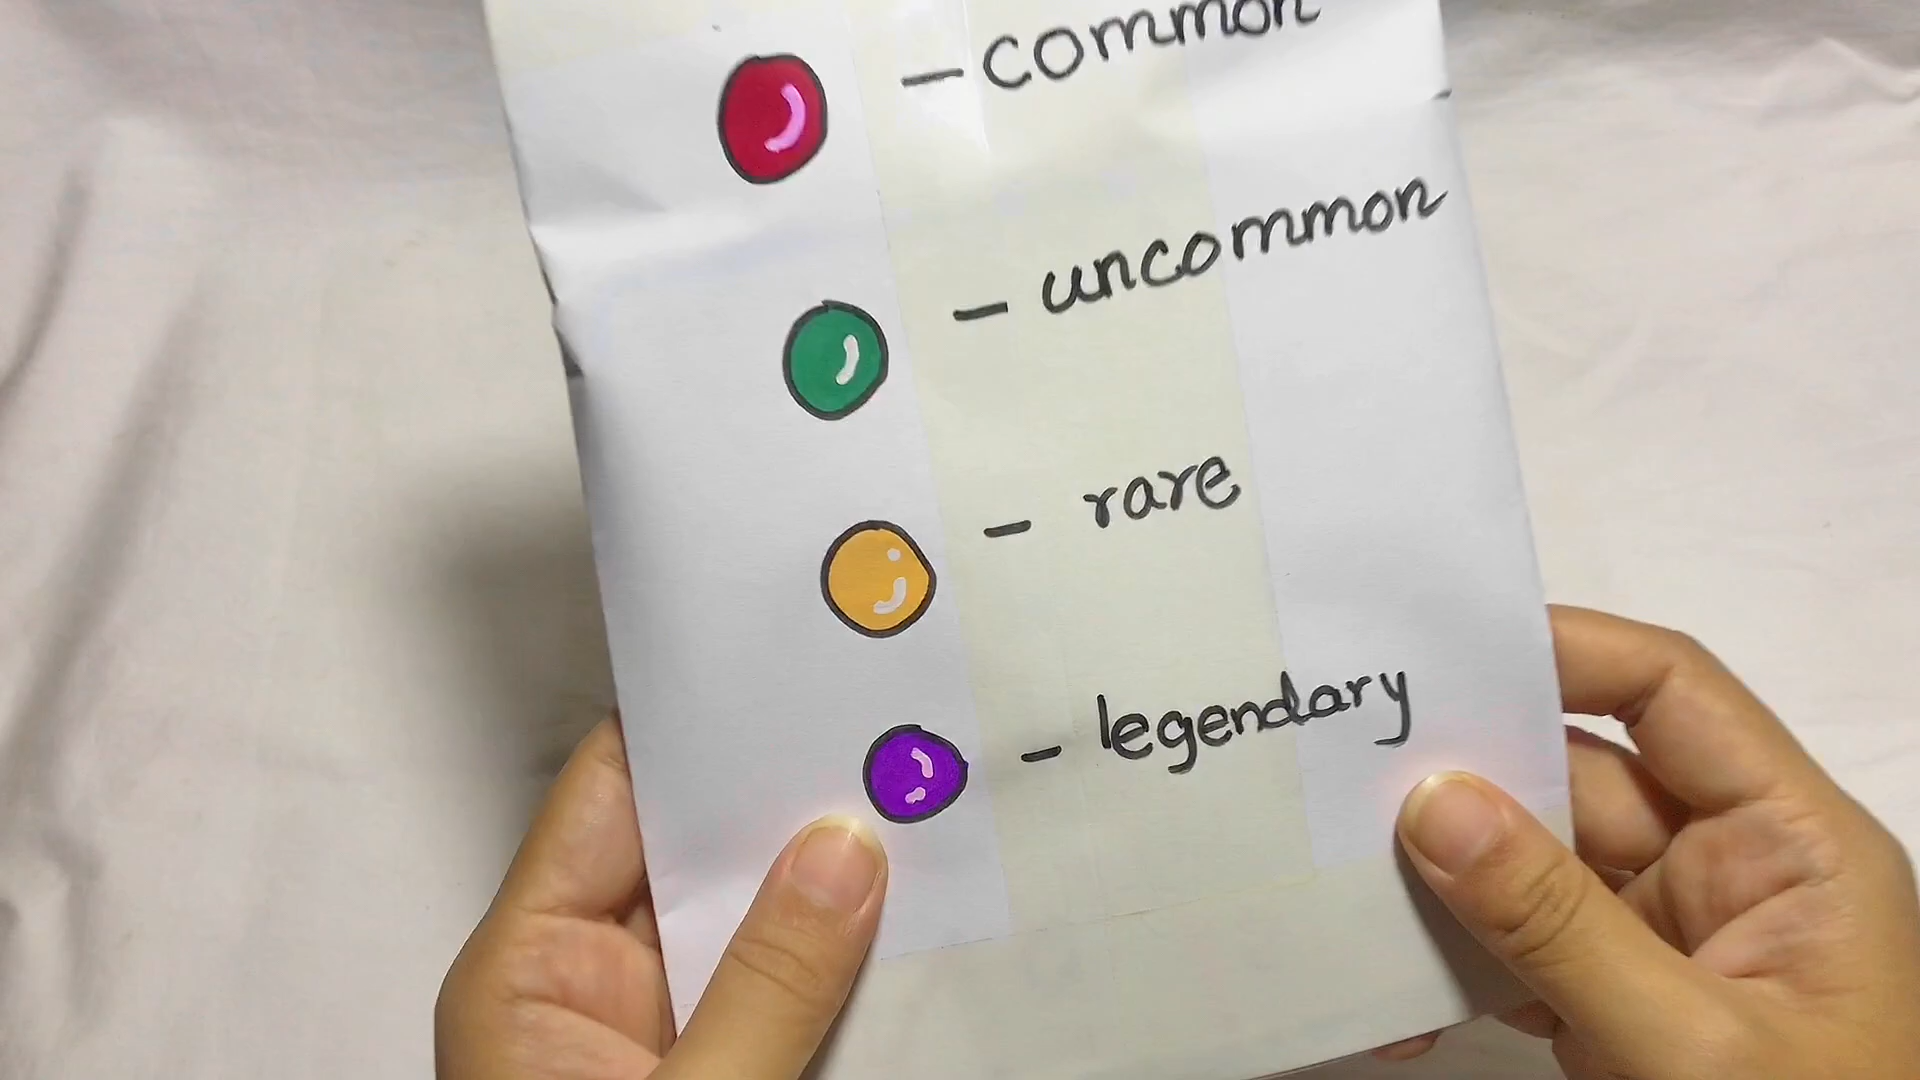 – common
– uncommon
– rare
– legendary